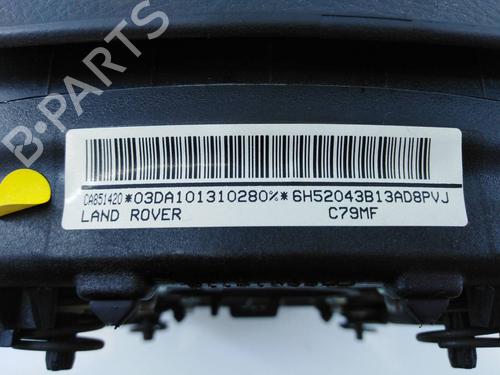 B-PARTS
CA851420*03DA101310280%*6H52043B13AD8PVJ
LAND ROVER C79MF